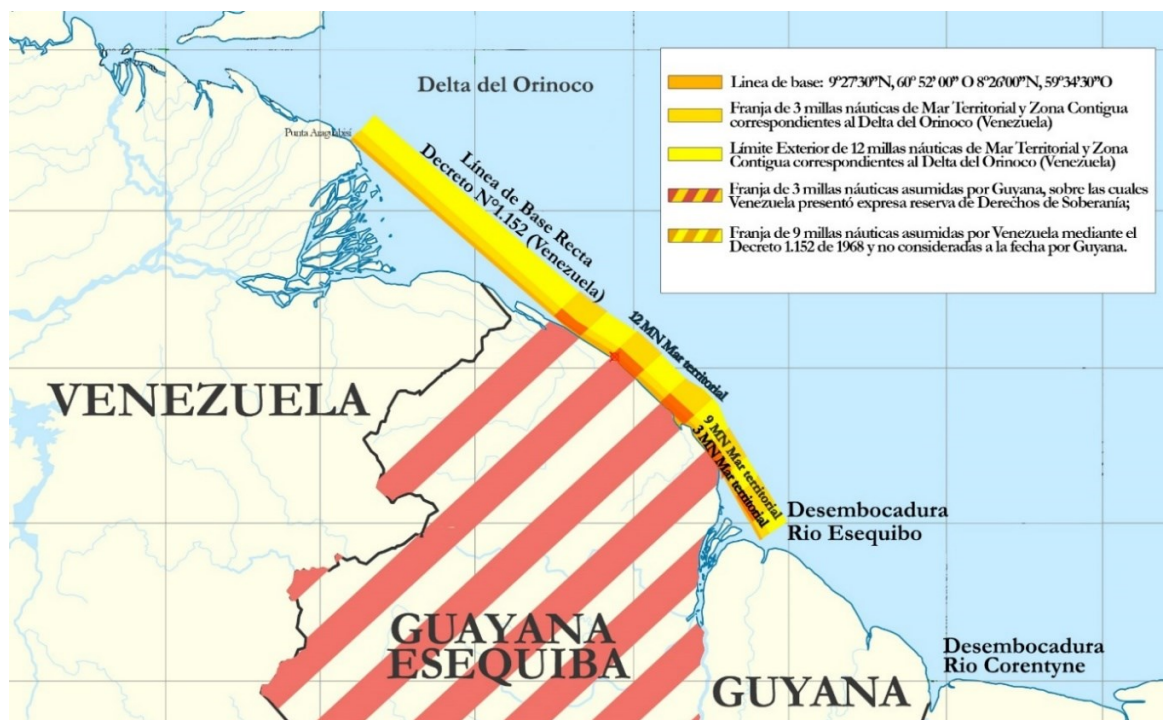 Delta del Orinoco
Punta Araguabisi
Línea de Base Recta
Decreto N°1.152 (Venezuela)
Línea de base: 9°27'30"N, 60° 52' 00" O 8°26'00"N, 59°34'30"O
Franja de 3 millas náuticas de Mar Territorial y Zona Contigua
correspondientes al Delta del Orinoco (Venezuela)
Límite Exterior de 12 millas náuticas de Mar Territorial y Zona
Contigua correspondientes al Delta del Orinoco (Venezuela)
Franja de 3 millas náuticas asumidas por Guyana, sobre las cuales
Venezuela presentó expresa reserva de Derechos de Soberanía;
Franja de 9 millas náuticas asumidas por Venezuela mediante el
Decreto 1.152 de 1968 y no consideradas a la fecha por Guyana.
12 MN Mar territorial
VENEZUELA
9 MN Mar territorial
3 MN Mar territorial
Desembocadura
Rio Esequibo
GUAYANA
ESEQUIBA
Desembocadura
Rio Corentyne
GUYANA